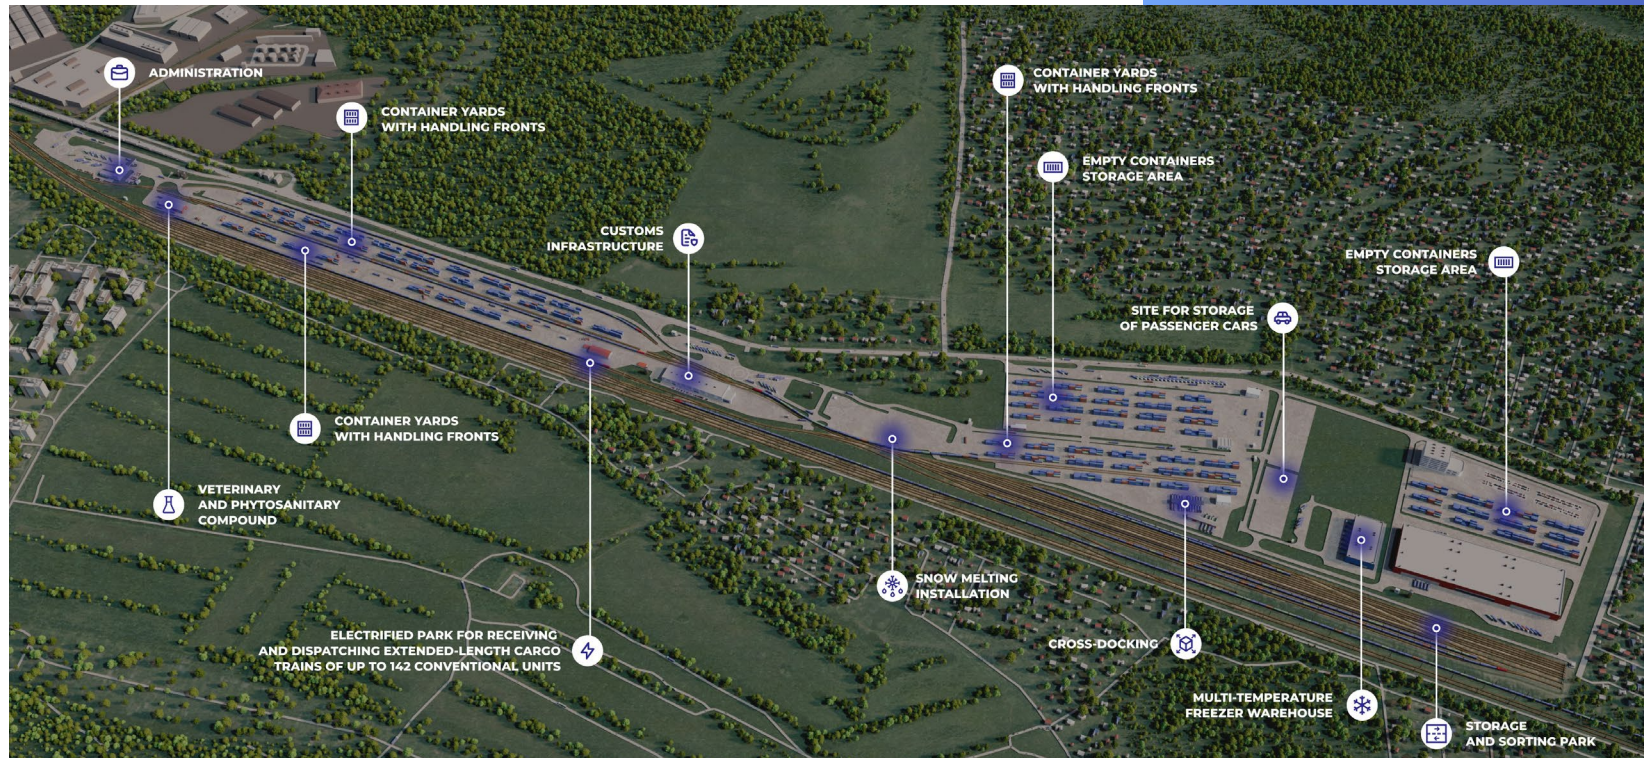 ADMINISTRATION
CONTAINER YARDS
WITH HANDLING FRONTS
CONTAINER YARDS
WITH HANDLING FRONTS
EMPTY CONTAINERS
STORAGE AREA
CUSTOMS
INFRASTRUCTURE
EMPTY CONTAINERS
STORAGE AREA
SITE FOR STORAGE
OF PASSENGER CARS
CONTAINER YARDS
WITH HANDLING FRONTS
VETERINARY
AND PHYTOSANITARY
COMPOUND
SNOW MELTING
INSTALLATION
ELECTRIFIED PARK FOR RECEIVING
AND DISPATCHING EXTENDED-LENGTH CARGO
TRAINS OF UP TO 142 CONVENTIONAL UNITS
CROSS-DOCKING
MULTI-TEMPERATURE
FREEZER WAREHOUSE
STORAGE
AND SORTING PARK